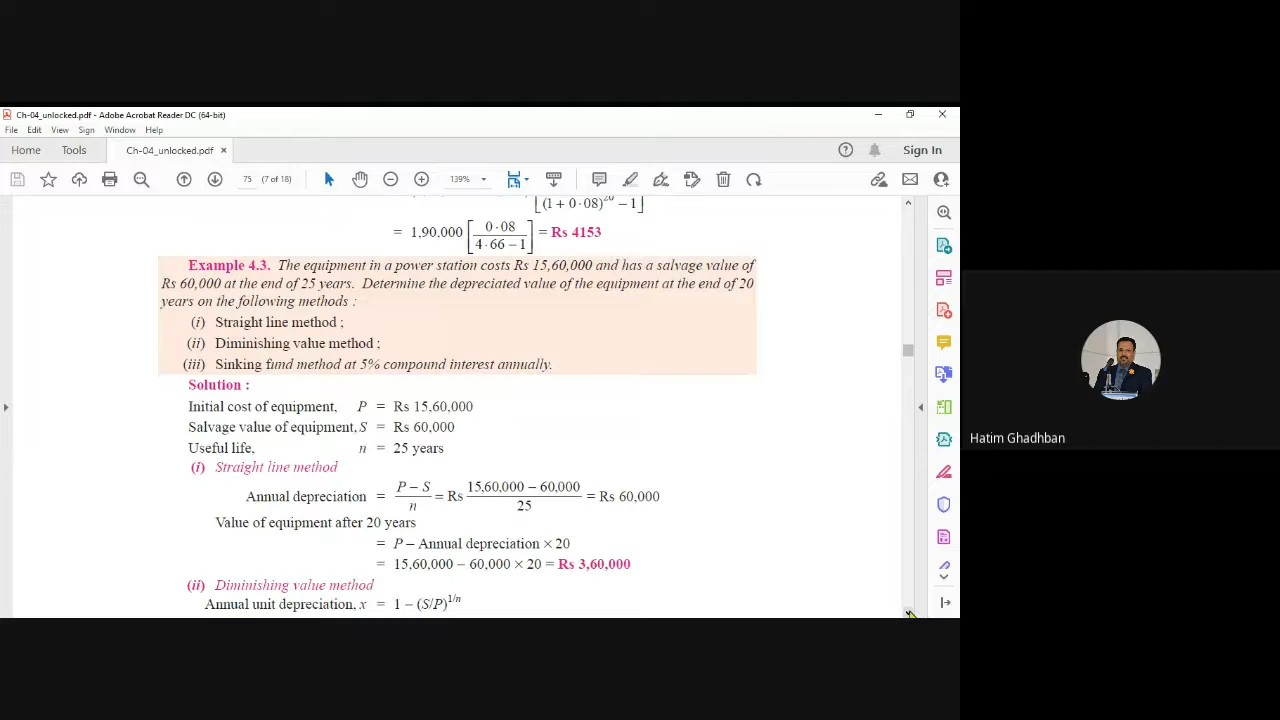 Ch-04_unlocked.pdf - Adobe Acrobat Reader DC (64-bit)
File Edit View Sign Window Help
Home Tools Ch-04_unlocked.pdf × Sign In
75 (7 of 18) 139%
(1 + 0·08)²⁰ − 1
= 1,90,000 [0·08 / 4·66 − 1] = Rs 4153
Example 4.3. The equipment in a power station costs Rs 15,60,000 and has a salvage value of
Rs 60,000 at the end of 25 years. Determine the depreciated value of the equipment at the end of 20
years on the following methods :
(i) Straight line method ;
(ii) Diminishing value method ;
(iii) Sinking fund method at 5% compound interest annually.
Solution :
Initial cost of equipment, P = Rs 15,60,000
Salvage value of equipment, S = Rs 60,000
Useful life, n = 25 years
(i) Straight line method
Annual depreciation = P − S / n = Rs 15,60,000 − 60,000 / 25 = Rs 60,000
Value of equipment after 20 years
= P − Annual depreciation × 20
= 15,60,000 − 60,000 × 20 = Rs 3,60,000
(ii) Diminishing value method
Annual unit depreciation, x = 1 − (S/P)^1/n
Hatim Ghadhban